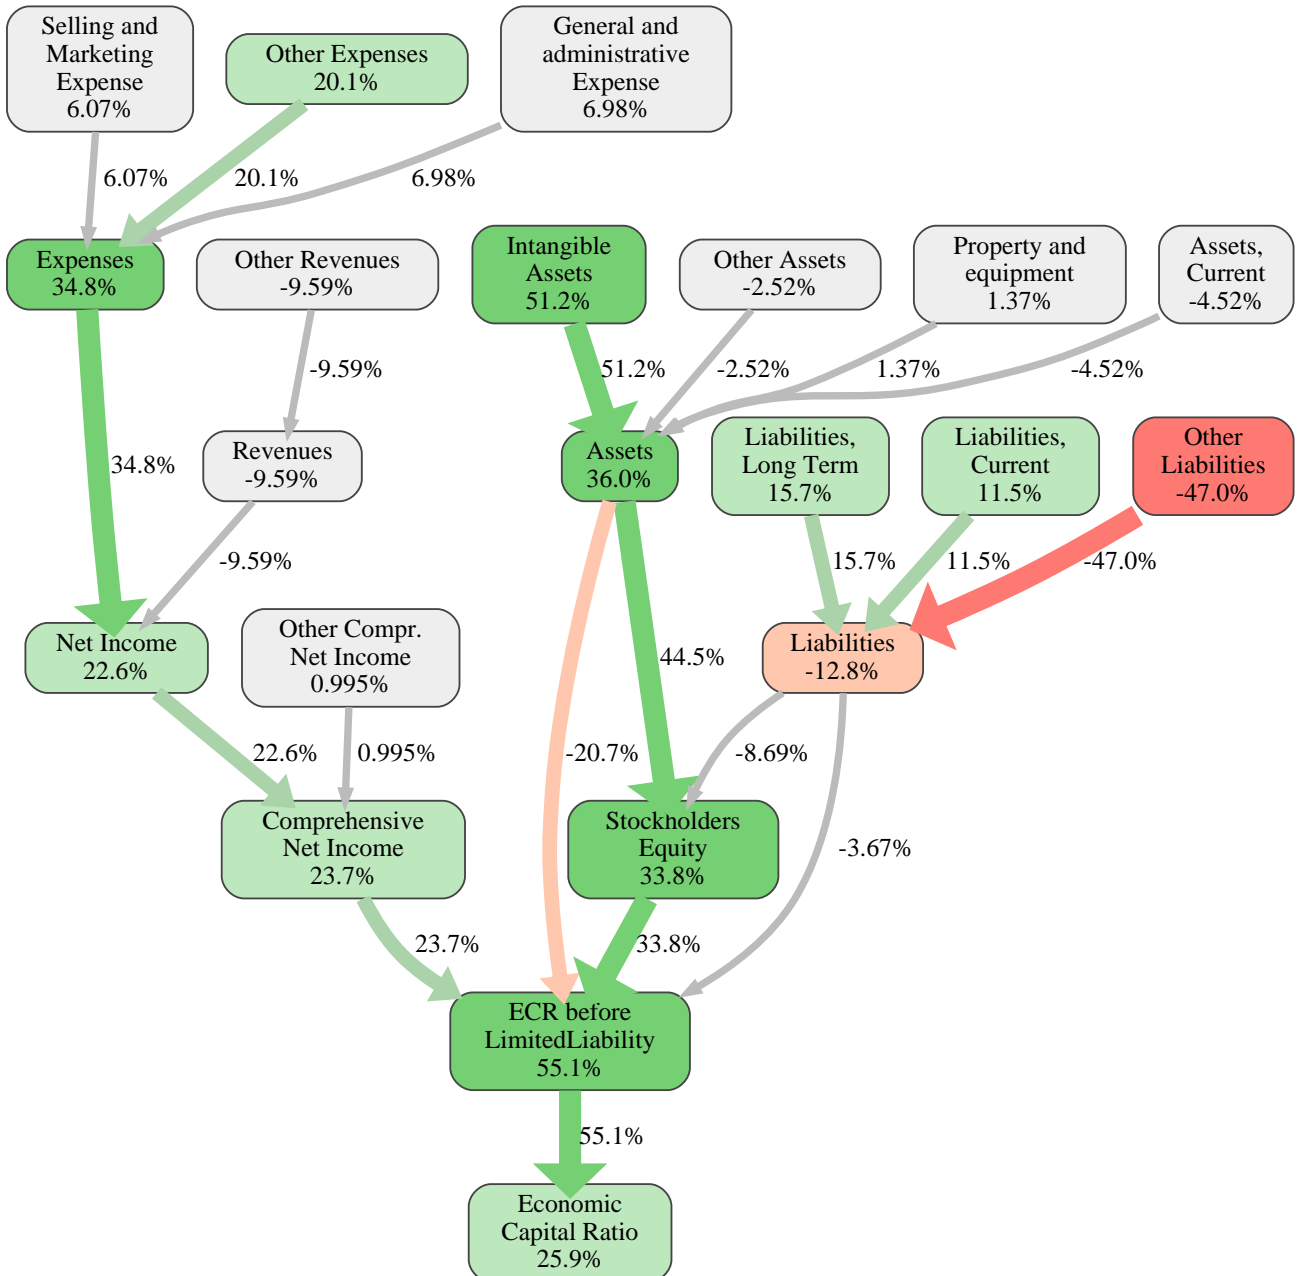 Selling and
Marketing
Expense
6.07%
Other Expenses
20.1%
General and
administrative
Expense
6.98%
6.07%
20.1%
6.98%
Expenses
34.8%
Other Revenues
-9.59%
Intangible
Assets
51.2%
Other Assets
-2.52%
Property and
equipment
1.37%
Assets,
Current
-4.52%
-9.59%
51.2%
-2.52%
1.37%
-4.52%
34.8%
Revenues
-9.59%
Assets
36.0%
Liabilities,
Long Term
15.7%
Liabilities,
Current
11.5%
Other
Liabilities
-47.0%
-9.59%
15.7%
11.5%
-47.0%
Net Income
22.6%
Other Compr.
Net Income
0.995%
44.5%
Liabilities
-12.8%
22.6%
0.995%
-20.7%
-8.69%
Comprehensive
Net Income
23.7%
Stockholders
Equity
33.8%
-3.67%
23.7%
33.8%
ECR before
LimitedLiability
55.1%
55.1%
Economic
Capital Ratio
25.9%